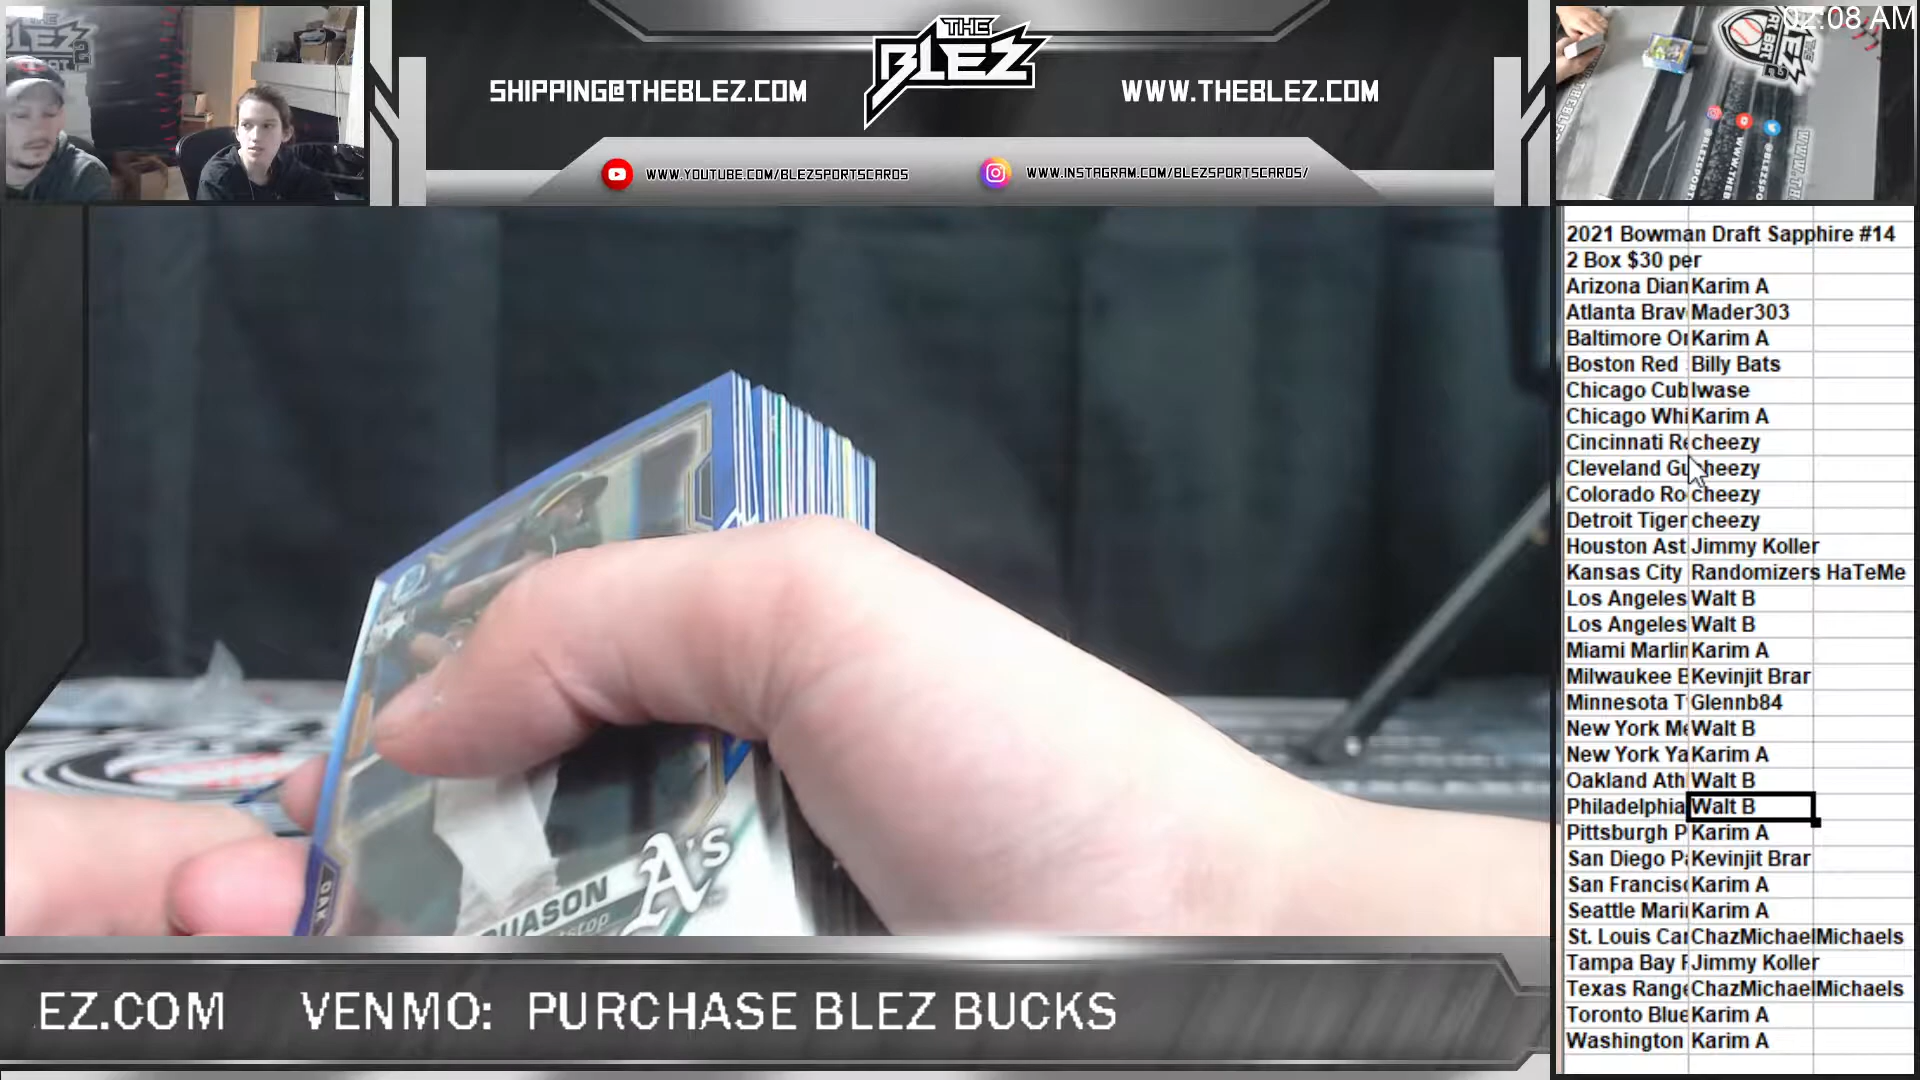 THE
BLEZ
SHIPPING@THEBLEZ.COM
WWW.THEBLEZ.COM
WWW.YOUTUBE.COM/BLEZSPORTSCARDS
WWW.INSTAGRAM.COM/BLEZSPORTSCARDS/
02:08 AM
2021 Bowman Draft Sapphire #14
2 Box $30 per
Arizona Dian Karim A
Atlanta Brav Mader303
Baltimore Or Karim A
Boston Red Billy Bats
Chicago Cub Iwase
Chicago Whi Karim A
Cincinnati Re cheezy
Cleveland Gu cheezy
Colorado Ro cheezy
Detroit Tiger cheezy
Houston Ast Jimmy Koller
Kansas City Randomizers HaTeMe
Los Angeles Walt B
Los Angeles Walt B
Miami Marlin Karim A
Milwaukee B Kevinjit Brar
Minnesota T Glennb84
New York Me Walt B
New York Ya Karim A
Oakland Ath Walt B
Philadelphia Walt B
Pittsburgh P Karim A
San Diego Pa Kevinjit Brar
San Francisc Karim A
Seattle Mari Karim A
St. Louis Car ChazMichaelMichaels
Tampa Bay R Jimmy Koller
Texas Range ChazMichaelMichaels
Toronto Blue Karim A
Washington Karim A
A's
UASON
OAK
EZ.COM VENMO: PURCHASE BLEZ BUCKS